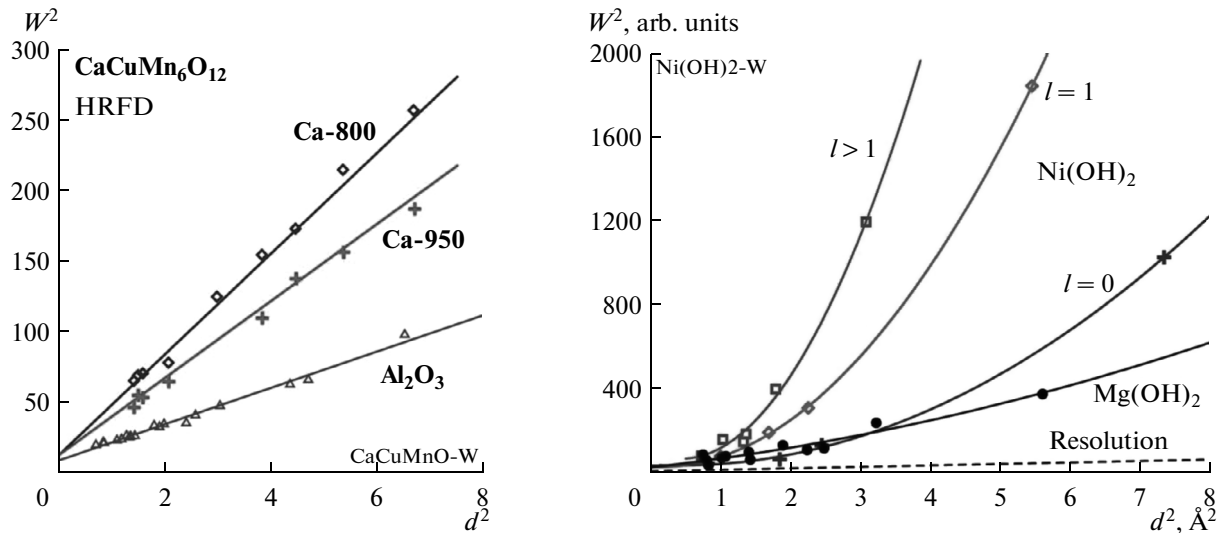 W²
300
250
200
150
100
50
0
2
4
6
8
d²
CaCuMn₆O₁₂
HRFD
Ca-800
Ca-950
Al₂O₃
CaCuMnO-W
W², arb. units
2000
1600
1200
800
400
0
1
2
3
4
5
6
7
8
d², Å²
Ni(OH)2-W
l > 1
l = 1
Ni(OH)₂
l = 0
Mg(OH)₂
Resolution